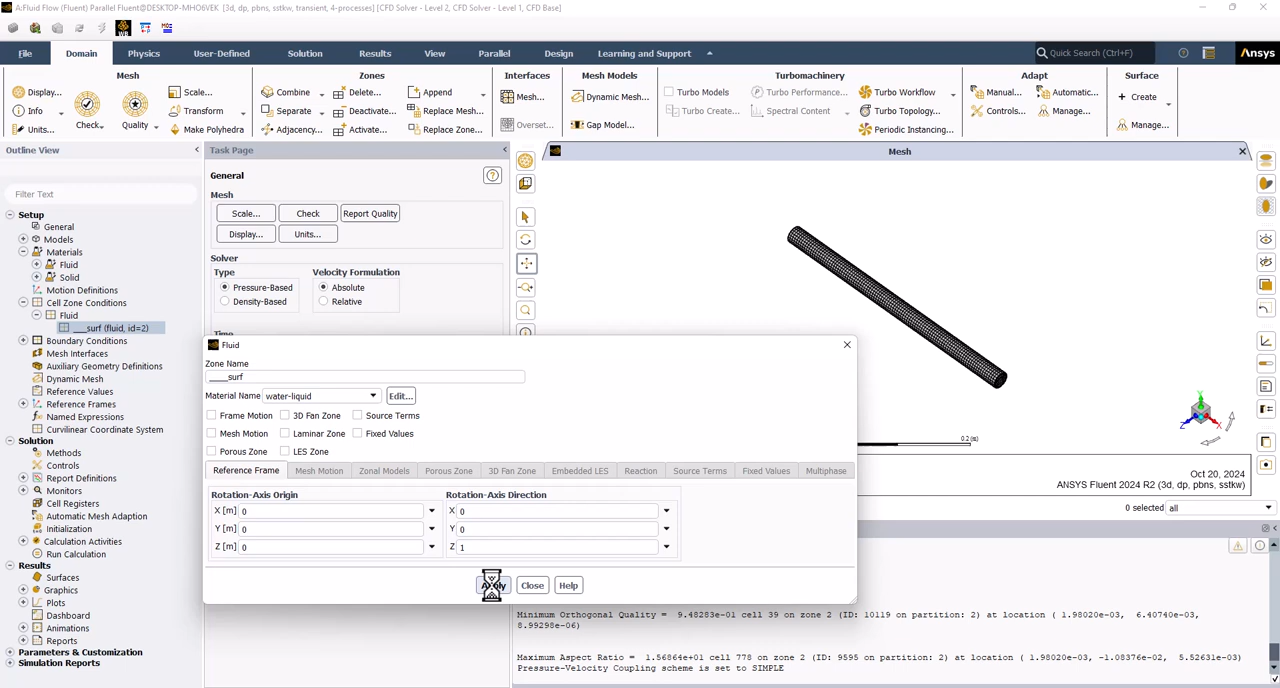 A:Fluid Flow (Fluent) Parallel Fluent@DESKTOP-MHO6VEK [3d, dp, pbns, sstkw, transient, 4-processes] [CFD Solver - Level 2, CFD Solver - Level 1, CFD Base]
File Domain Physics User-Defined Solution Results View Parallel Design Learning and Support Quick Search (Ctrl+F) Ansys
Mesh Zones Interfaces Mesh Models Turbomachinery Adapt Surface
Display... Scale... Combine Delete... Append Mesh... Dynamic Mesh... Turbo Models Turbo Performance... Turbo Workflow Manual... Automatic... Create
Info Check Quality Transform Separate Deactivate... Replace Mesh... Turbo Create... Spectral Content Turbo Topology... Controls... Manage...
Units... Make Polyhedra Adjacency... Activate... Replace Zone... Overset... Gap Model... Periodic Instancing... Manage...
Outline View
Filter Text
Setup
General
Models
Materials
Fluid
Solid
Motion Definitions
Cell Zone Conditions
Fluid
___surf (fluid, id=2)
Boundary Conditions
Mesh Interfaces
Auxiliary Geometry Definitions
Dynamic Mesh
Reference Values
Reference Frames
Named Expressions
Curvilinear Coordinate System
Solution
Methods
Controls
Report Definitions
Monitors
Cell Registers
Automatic Mesh Adaption
Initialization
Calculation Activities
Run Calculation
Results
Surfaces
Graphics
Plots
Dashboard
Animations
Reports
Parameters & Customization
Simulation Reports
Task Page
General
Mesh
Scale... Check Report Quality
Display... Units...
Solver
Type Velocity Formulation
Pressure-Based Absolute
Density-Based Relative
Time
Mesh
0.2 (m)
Z Y X
Oct 20, 2024
ANSYS Fluent 2024 R2 (3d, dp, pbns, sstkw)
0 selected all
Fluid
Zone Name
____surf
Material Name water-liquid Edit...
Frame Motion 3D Fan Zone Source Terms
Mesh Motion Laminar Zone Fixed Values
Porous Zone LES Zone
Reference Frame Mesh Motion Zonal Models Porous Zone 3D Fan Zone Embedded LES Reaction Source Terms Fixed Values Multiphase
Rotation-Axis Origin Rotation-Axis Direction
X [m] 0 X 0
Y [m] 0 Y 0
Z [m] 0 Z 1
Apply Close Help
Minimum Orthogonal Quality = 9.48283e-01 cell 39 on zone 2 (ID: 10119 on partition: 2) at location ( 1.98020e-03, 6.40740e-03,
8.99298e-06)
Maximum Aspect Ratio = 1.56864e+01 cell 778 on zone 2 (ID: 9595 on partition: 2) at location ( 1.98020e-03, -1.08376e-02, 5.52631e-03)
Pressure-Velocity Coupling scheme is set to SIMPLE